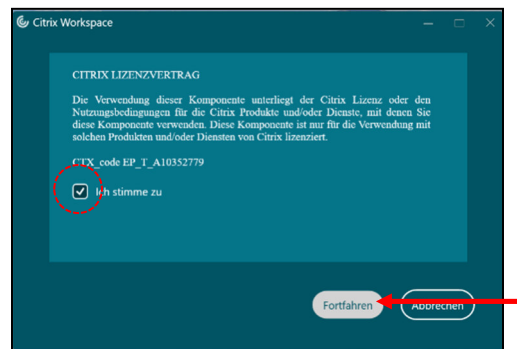 Citrix Workspace
CITRIX LIZENZVERTRAG
Die Verwendung dieser Komponente unterliegt der Citrix Lizenz oder den
Nutzungsbedingungen für die Citrix Produkte und/oder Dienste, mit denen Sie
diese Komponente verwenden. Diese Komponente ist nur für die Verwendung mit
solchen Produkten und/oder Diensten von Citrix lizenziert.
CTX_code EP_T_A10352779
Ich stimme zu
Fortfahren
Abbrechen